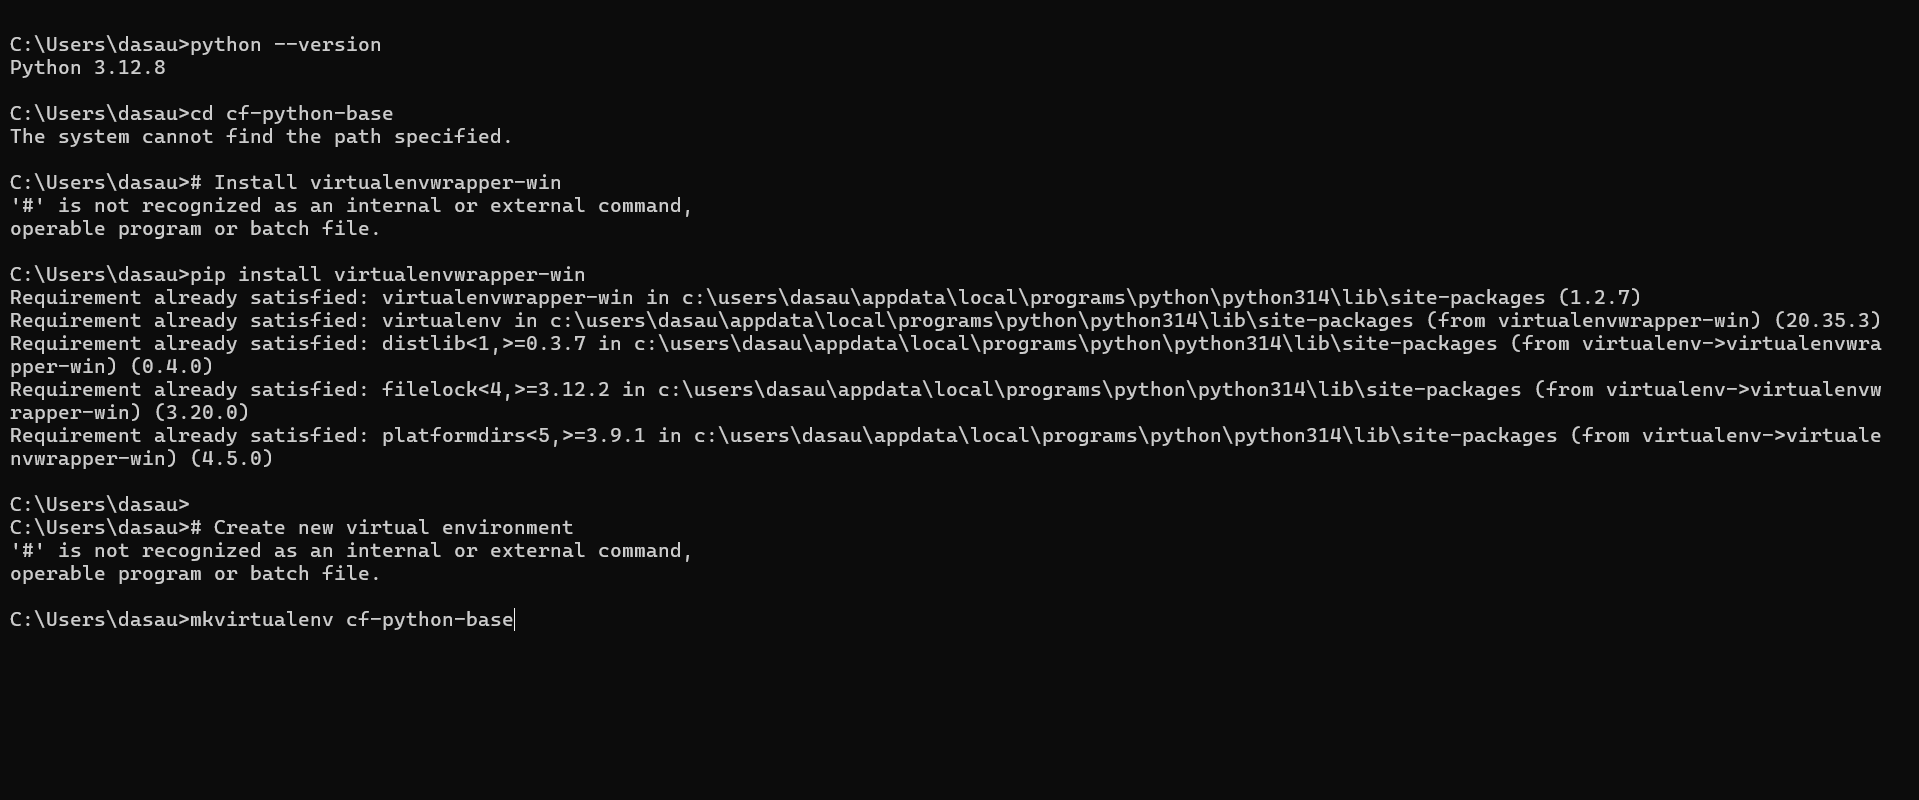 C:\Users\dasau>python --version
Python 3.12.8
C:\Users\dasau>cd cf-python-base
The system cannot find the path specified.
C:\Users\dasau># Install virtualenvwrapper-win
'#' is not recognized as an internal or external command,
operable program or batch file.
C:\Users\dasau>pip install virtualenvwrapper-win
Requirement already satisfied: virtualenvwrapper-win in c:\users\dasau\appdata\local\programs\python\python314\lib\site-packages (1.2.7)
Requirement already satisfied: virtualenv in c:\users\dasau\appdata\local\programs\python\python314\lib\site-packages (from virtualenvwrapper-win) (20.35.3)
Requirement already satisfied: distlib<1,>=0.3.7 in c:\users\dasau\appdata\local\programs\python\python314\lib\site-packages (from virtualenv->virtualenvwra
pper-win) (0.4.0)
Requirement already satisfied: filelock<4,>=3.12.2 in c:\users\dasau\appdata\local\programs\python\python314\lib\site-packages (from virtualenv->virtualenvw
rapper-win) (3.20.0)
Requirement already satisfied: platformdirs<5,>=3.9.1 in c:\users\dasau\appdata\local\programs\python\python314\lib\site-packages (from virtualenv->virtuale
nvwrapper-win) (4.5.0)
C:\Users\dasau>
C:\Users\dasau># Create new virtual environment
'#' is not recognized as an internal or external command,
operable program or batch file.
C:\Users\dasau>mkvirtualenv cf-python-base